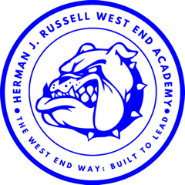 HERMAN J. RUSSELL WEST END ACADEMY
• THE WEST END WAY: BUILT TO LEAD •